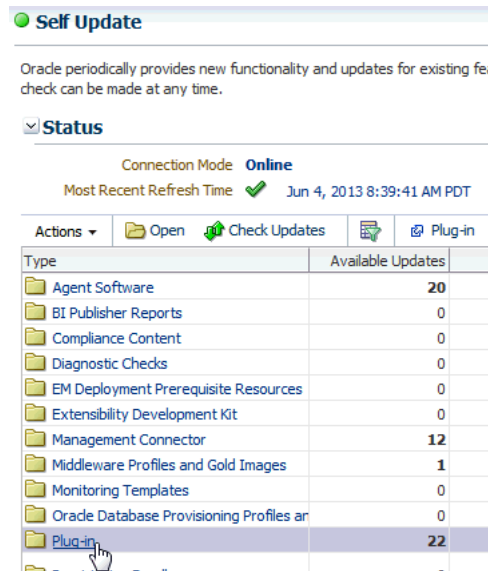 Self Update
Oracle periodically provides new functionality and updates for existing fea
check can be made at any time.
Status
Connection Mode Online
Most Recent Refresh Time Jun 4, 2013 8:39:41 AM PDT
Actions Open Check Updates Plug-in
Type Available Updates
Agent Software 20
BI Publisher Reports 0
Compliance Content 0
Diagnostic Checks 0
EM Deployment Prerequisite Resources 0
Extensibility Development Kit 0
Management Connector 12
Middleware Profiles and Gold Images 1
Monitoring Templates 0
Oracle Database Provisioning Profiles an 0
Plug-in 22